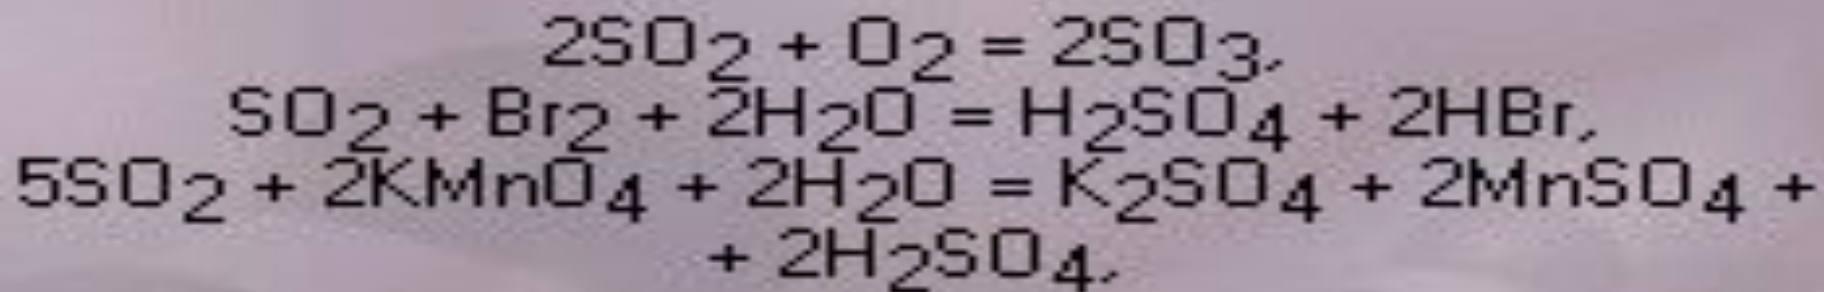 2SO₂ + O₂ = 2SO₃,
SO₂ + Br₂ + 2H₂O = H₂SO₄ + 2HBr,
5SO₂ + 2KMnO₄ + 2H₂O = K₂SO₄ + 2MnSO₄ +
+ 2H₂SO₄,